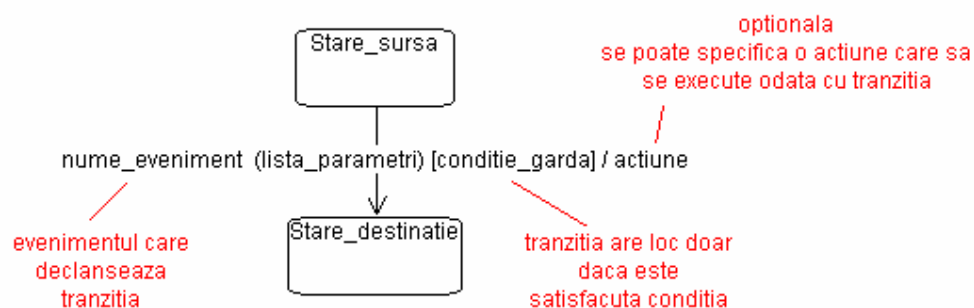 optionala
se poate specifica o actiune care sa
se execute odata cu tranzitia
Stare_sursa
nume_eveniment (lista_parametri) [conditie_garda] / actiune
Stare_destinatie
evenimentul care
declanseaza
tranzitia
tranzitia are loc doar
daca este
satisfacuta conditia